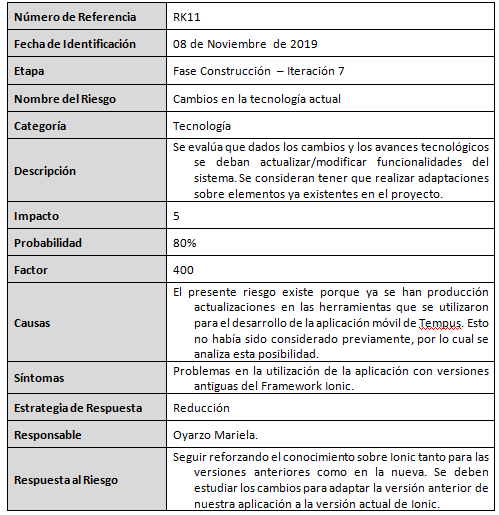 Número de Referencia RK11
Fecha de Identificación 08 de Noviembre de 2019
Etapa Fase Construcción – Iteración 7
Nombre del Riesgo Cambios en la tecnología actual
Categoría Tecnología
Descripción
Se evalúa que dados los cambios y los avances tecnológicos
se deban actualizar/modificar funcionalidades del
sistema. Se consideran tener que realizar adaptaciones
sobre elementos ya existentes en el proyecto.
Impacto 5
Probabilidad 80%
Factor 400
Causas
El presente riesgo existe porque ya se han producción
actualizaciones en las herramientas que se utilizaron
para el desarrollo de la aplicación móvil de Tempus. Esto
no había sido considerado previamente, por lo cual se
analiza esta posibilidad.
Síntomas
Problemas en la utilización de la aplicación con versiones
antiguas del Framework Ionic.
Estrategia de Respuesta Reducción
Responsable Oyarzo Mariela.
Respuesta al Riesgo
Seguir reforzando el conocimiento sobre Ionic tanto para las
versiones anteriores como en la nueva. Se deben
estudiar los cambios para adaptar la versión anterior de
nuestra aplicación a la versión actual de Ionic.